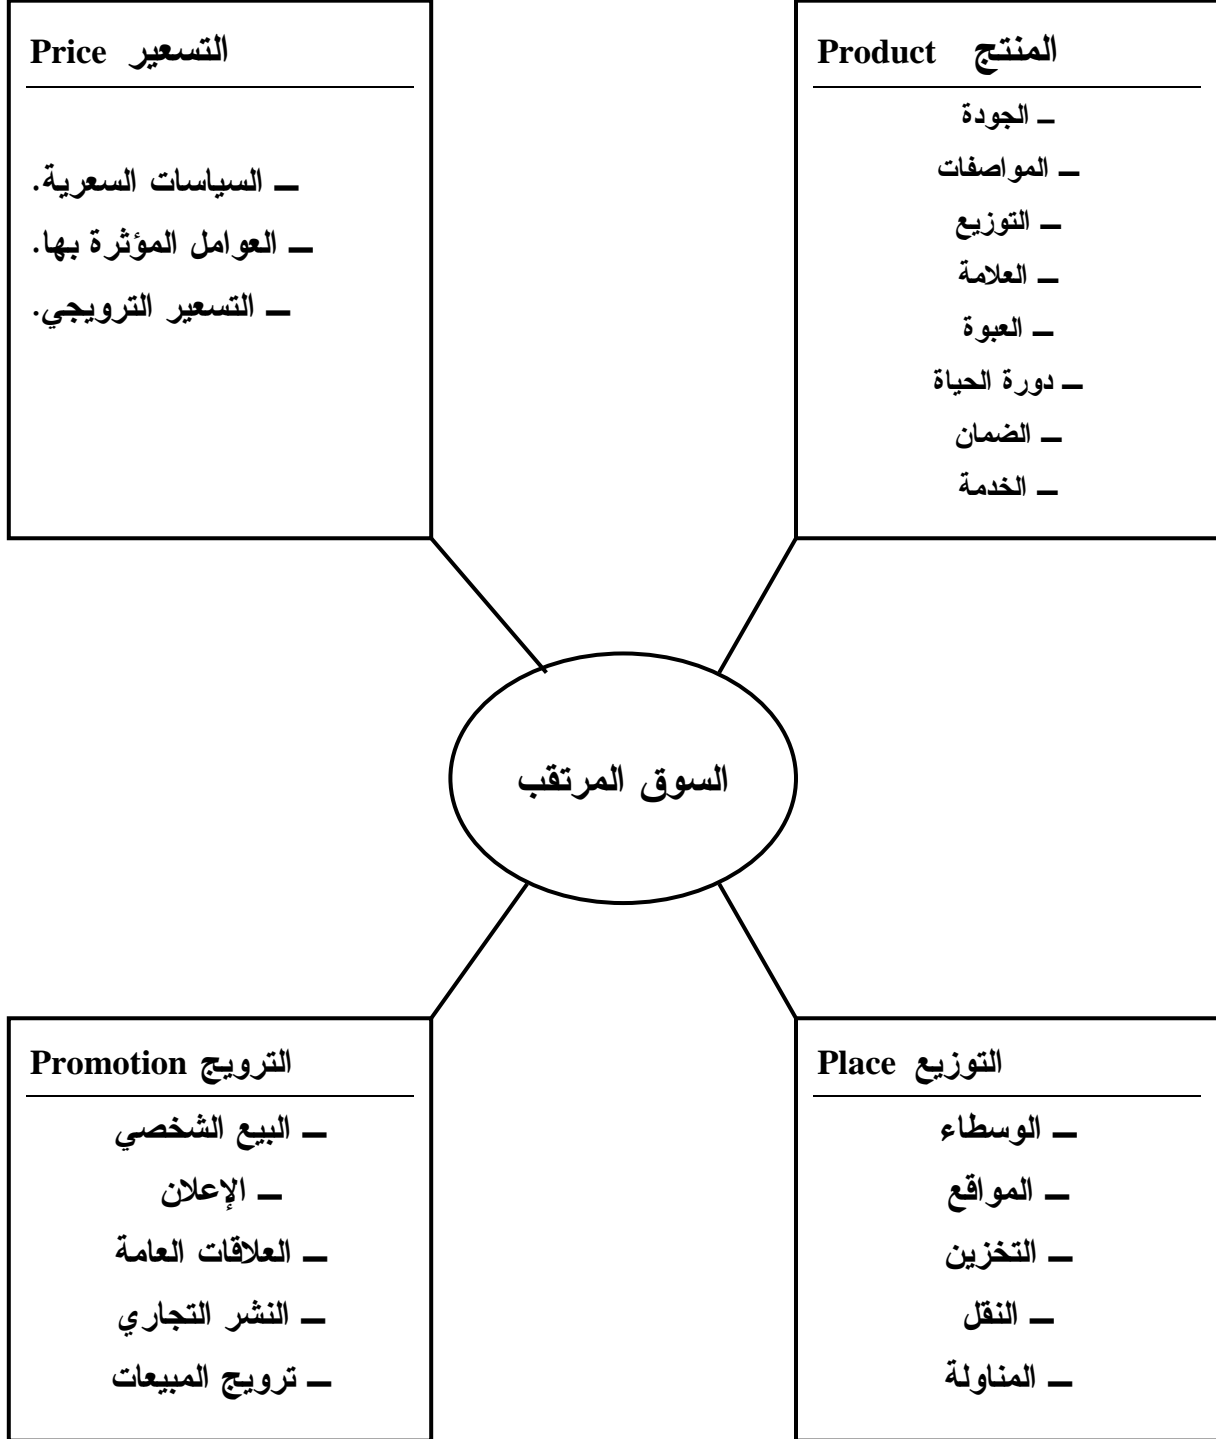 المنتج Product
ـ الجودة
ـ المواصفات
ـ التوزيع
ـ العلامة
ـ العبوة
ـ دورة الحياة
ـ الضمان
ـ الخدمة
التسعير Price
ـ السياسات السعرية.
ـ العوامل المؤثرة بها.
ـ التسعير الترويجي.
السوق المرتقب
التوزيع Place
ـ الوسطاء
ـ المواقع
ـ التخزين
ـ النقل
ـ المناولة
الترويج Promotion
ـ البيع الشخصي
ـ الإعلان
ـ العلاقات العامة
ـ النشر التجاري
ـ ترويج المبيعات